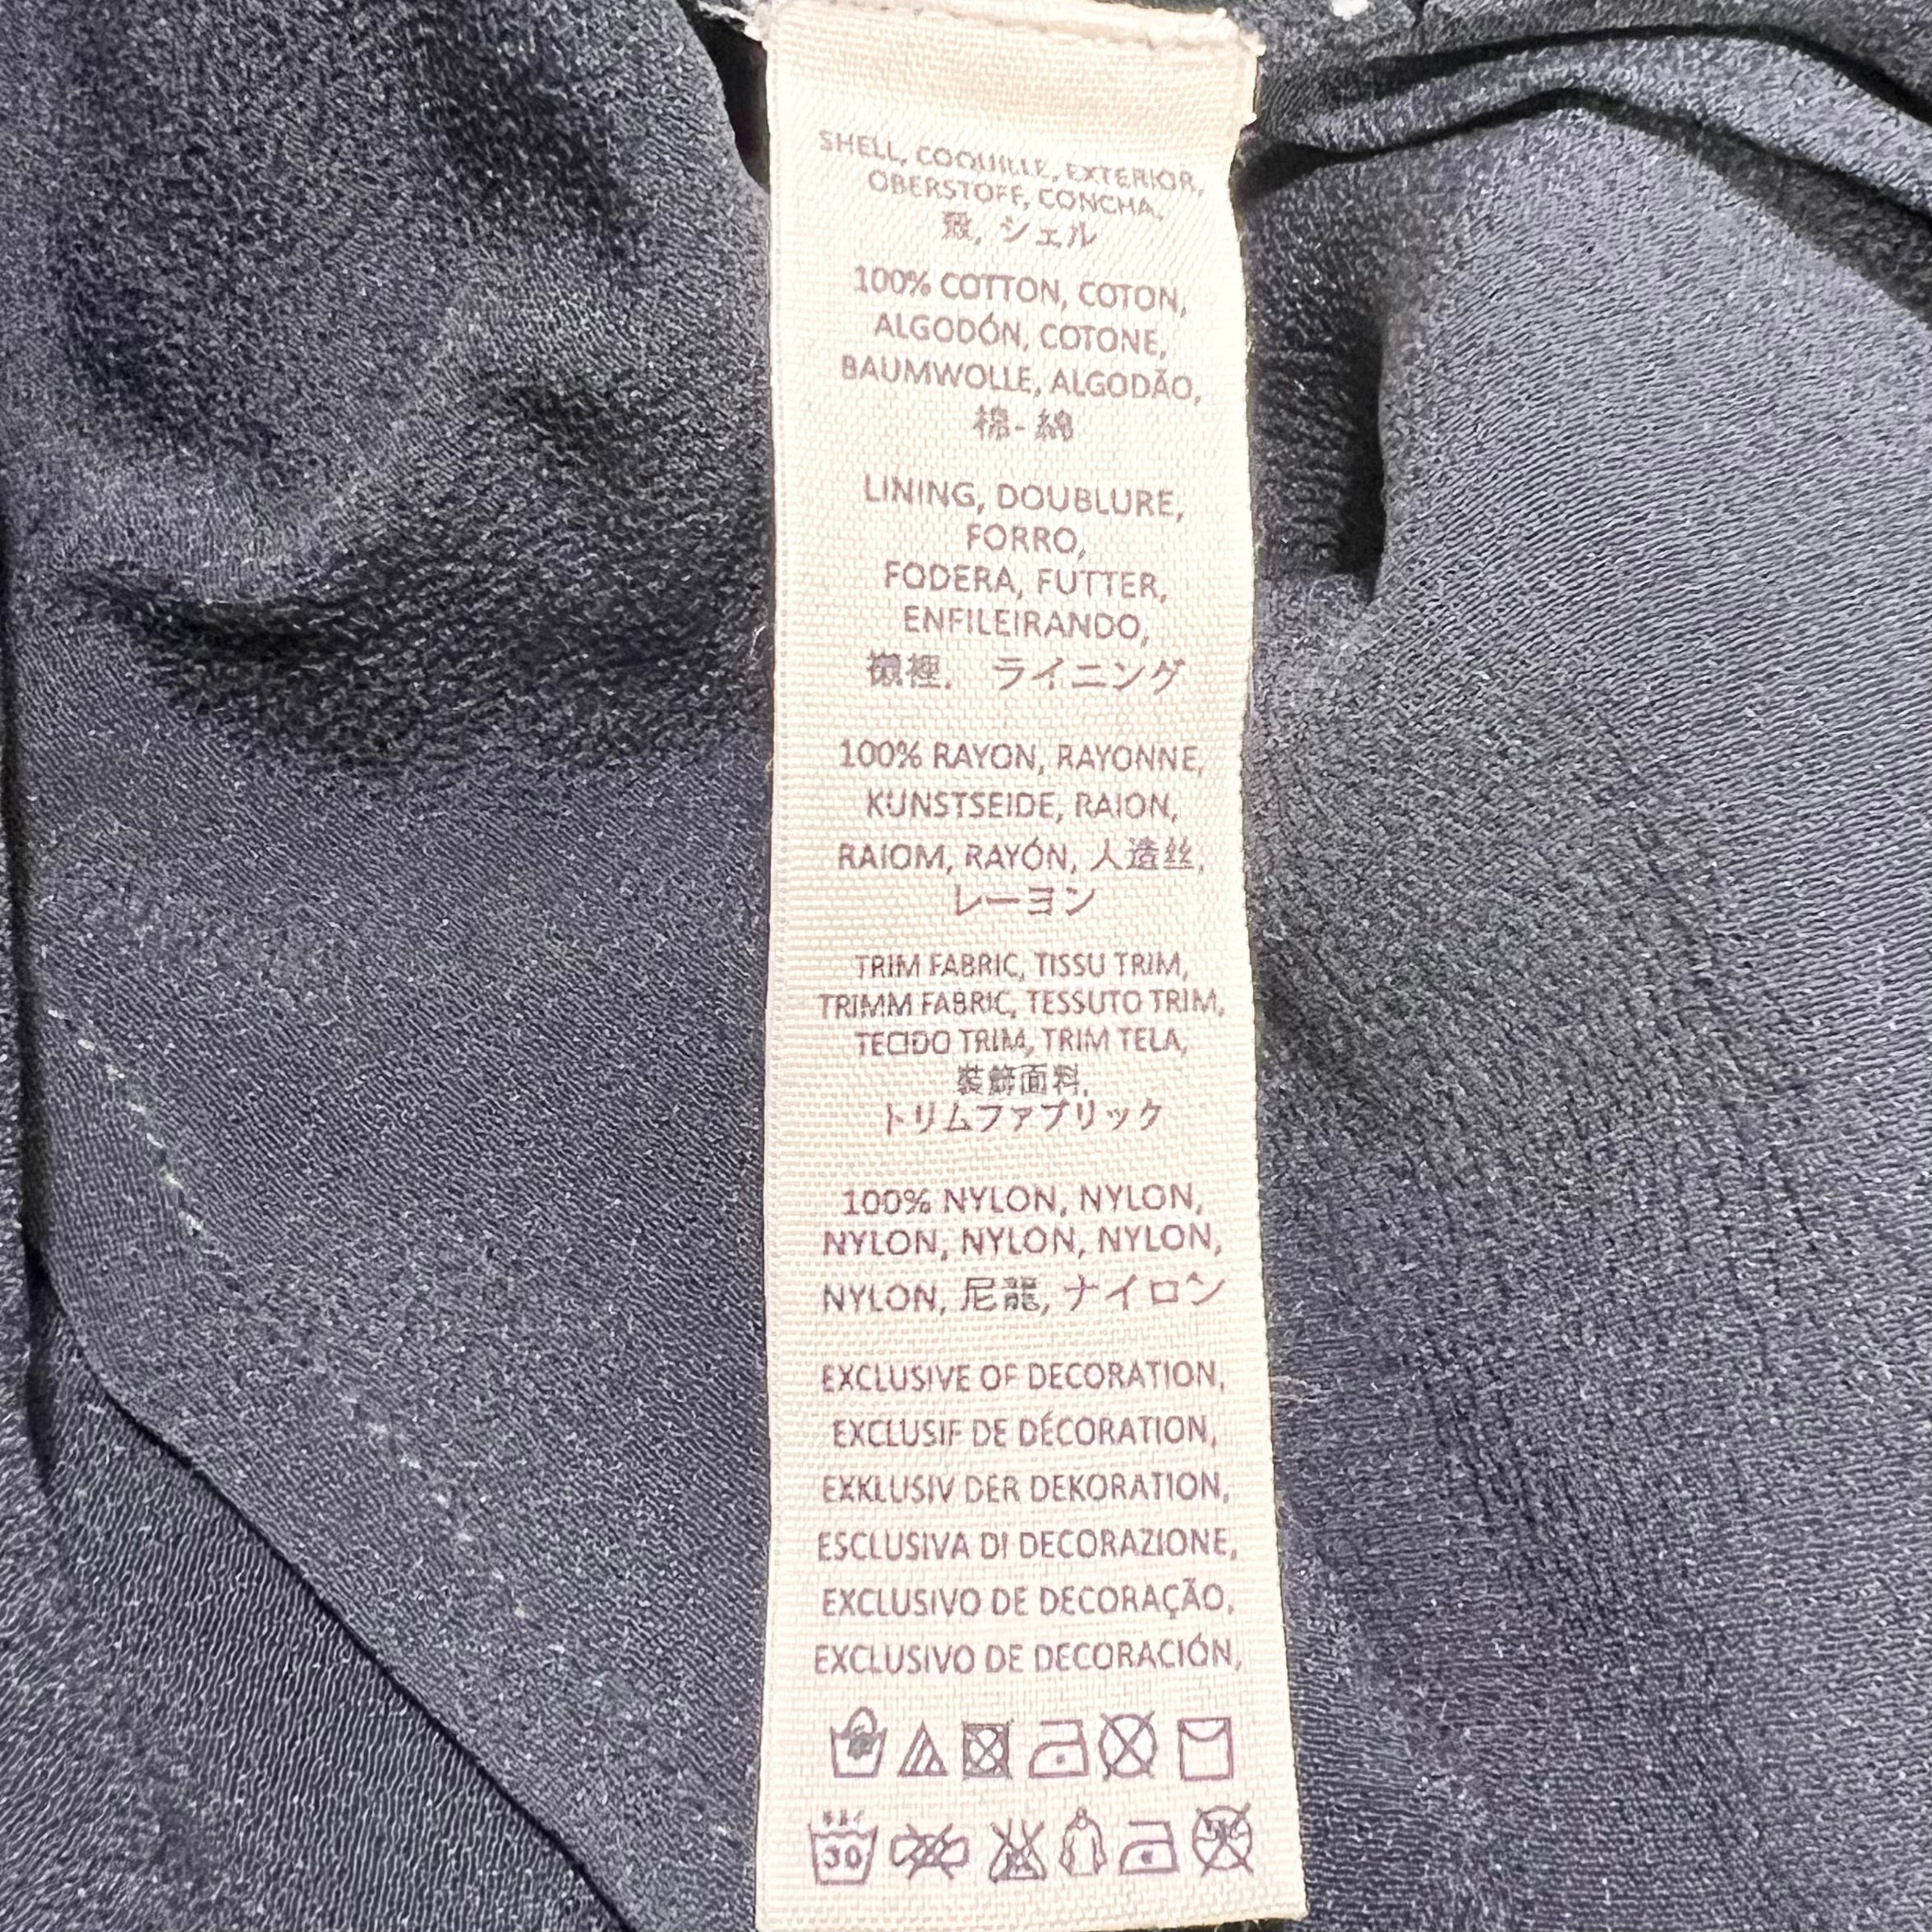 SHELL, COQUILLE, EXTERIOR,
OBERSTOFF, CONCHA,
殼, シェル
100% COTTON, COTON,
ALGODÓN, COTONE,
BAUMWOLLE, ALGODÃO,
棉- 綿
LINING, DOUBLURE,
FORRO,
FODERA, FUTTER,
ENFILEIRANDO,
襯裡, ライニング
100% RAYON, RAYONNE,
KUNSTSEIDE, RAION,
RAIOM, RAYÓN, 人造丝,
レーヨン
TRIM FABRIC, TISSU TRIM,
TRIMM FABRIC, TESSUTO TRIM,
TECIDO TRIM, TRIM TELA,
裝飾面料,
トリムファブリック
100% NYLON, NYLON,
NYLON, NYLON, NYLON,
NYLON, 尼龍, ナイロン
EXCLUSIVE OF DECORATION,
EXCLUSIF DE DÉCORATION,
EXKLUSIV DER DEKORATION,
ESCLUSIVA DI DECORAZIONE,
EXCLUSIVO DE DECORAÇÃO,
EXCLUSIVO DE DECORACIÓN,
30